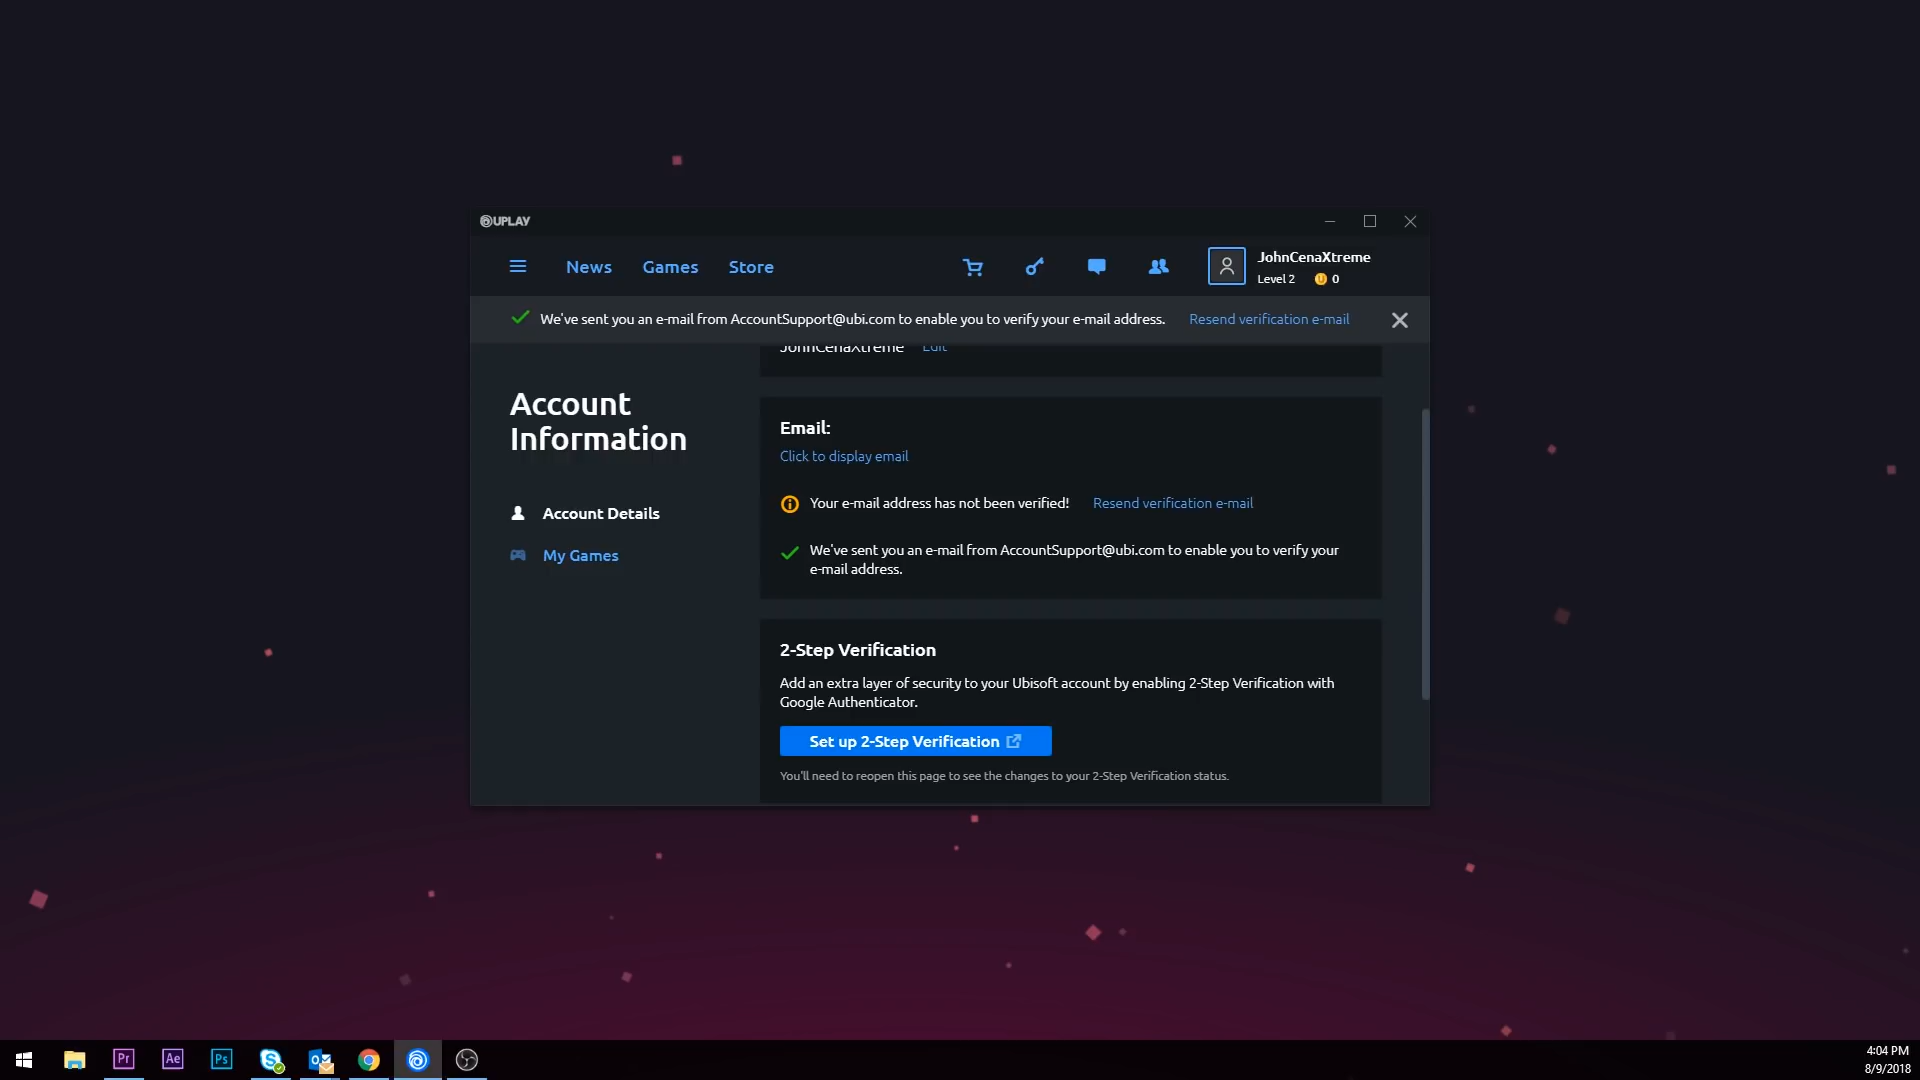 UPLAY
News Games Store
JohnCenaXtreme
Level 2 0
We've sent you an e-mail from AccountSupport@ubi.com to enable you to verify your e-mail address. Resend verification e-mail
JohnCenaXtreme Edit
Account
Information
Account Details
My Games
Email:
Click to display email
Your e-mail address has not been verified! Resend verification e-mail
We've sent you an e-mail from AccountSupport@ubi.com to enable you to verify your
e-mail address.
2-Step Verification
Add an extra layer of security to your Ubisoft account by enabling 2-Step Verification with
Google Authenticator.
Set up 2-Step Verification
You'll need to reopen this page to see the changes to your 2-Step Verification status.
Pr Ae Ps
4:04 PM
8/9/2018